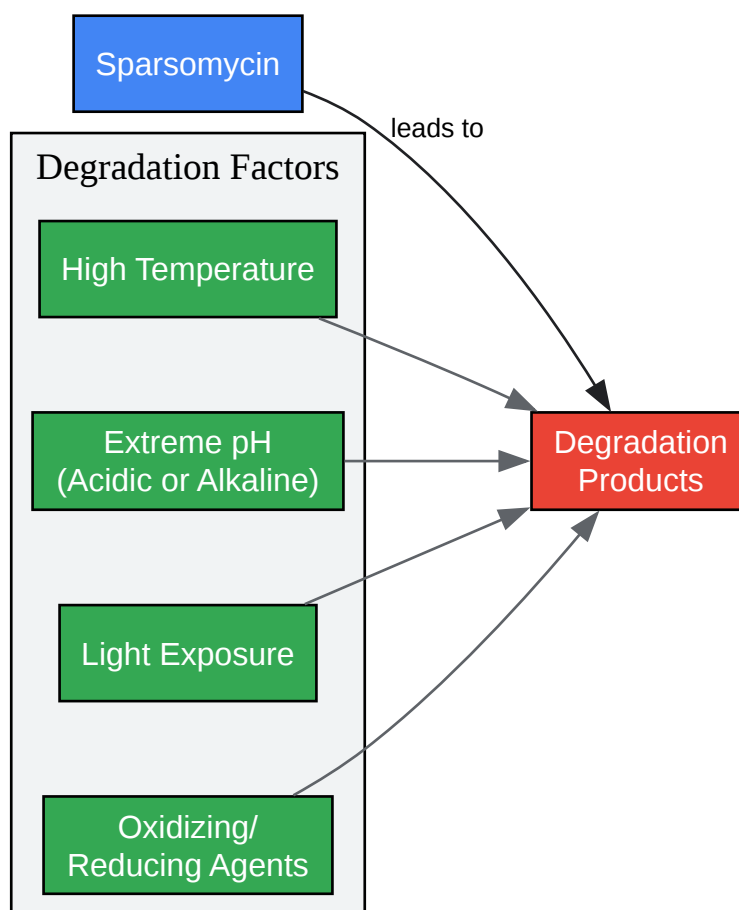 Sparsomycin
leads to
Degradation Factors
High Temperature
Extreme pH
(Acidic or Alkaline)
Degradation
Products
Light Exposure
Oxidizing/
Reducing Agents